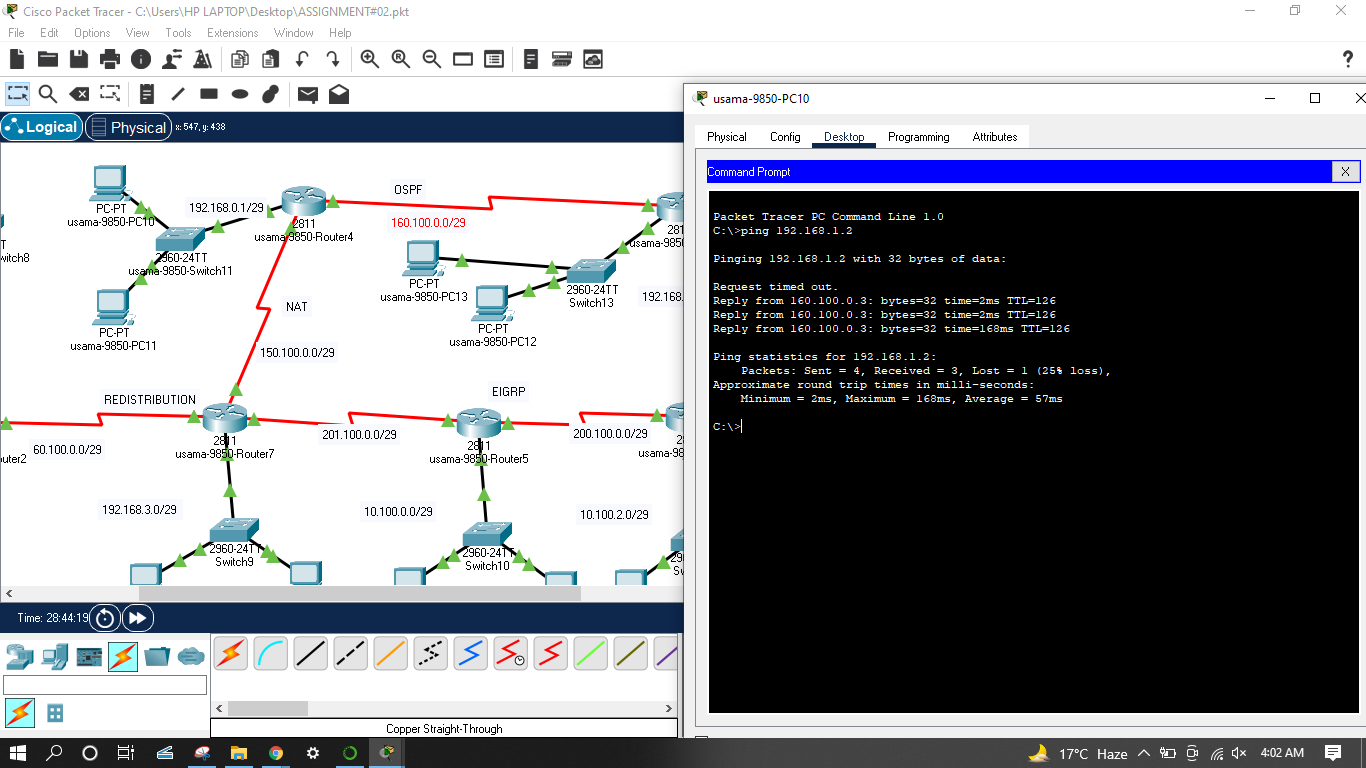 Cisco Packet Tracer - C:\Users\HP LAPTOP\Desktop\ASSIGNMENT#02.pkt
File Edit Options View Tools Extensions Window Help
Logical Physical x: 547, y: 438
PC-PT
usama-9850-PC10
192.168.0.1/29
2811
usama-9850-Router4
OSPF
160.100.0.0/29
281
usama-985
witch8
2960-24TT
usama-9850-Switch11
PC-PT
usama-9850-PC11
PC-PT
usama-9850-PC13
2960-24TT
Switch13
192.168.
PC-PT
usama-9850-PC12
NAT
150.100.0.0/29
REDISTRIBUTION
EIGRP
60.100.0.0/29
uter2
2811
usama-9850-Router7
201.100.0.0/29
2811
usama-9850-Router5
200.100.0.0/29
usama-98
192.168.3.0/29
10.100.0.0/29
10.100.2.0/29
2960-24TT
Switch9
2960-24TT
Switch10
Time: 28:44:19
Copper Straight-Through
usama-9850-PC10
Physical Config Desktop Programming Attributes
Command Prompt X
Packet Tracer PC Command Line 1.0
C:\>ping 192.168.1.2
Pinging 192.168.1.2 with 32 bytes of data:
Request timed out.
Reply from 160.100.0.3: bytes=32 time=2ms TTL=126
Reply from 160.100.0.3: bytes=32 time=2ms TTL=126
Reply from 160.100.0.3: bytes=32 time=168ms TTL=126
Ping statistics for 192.168.1.2:
Packets: Sent = 4, Received = 3, Lost = 1 (25% loss),
Approximate round trip times in milli-seconds:
Minimum = 2ms, Maximum = 168ms, Average = 57ms
C:\>
17°C Haze 4:02 AM